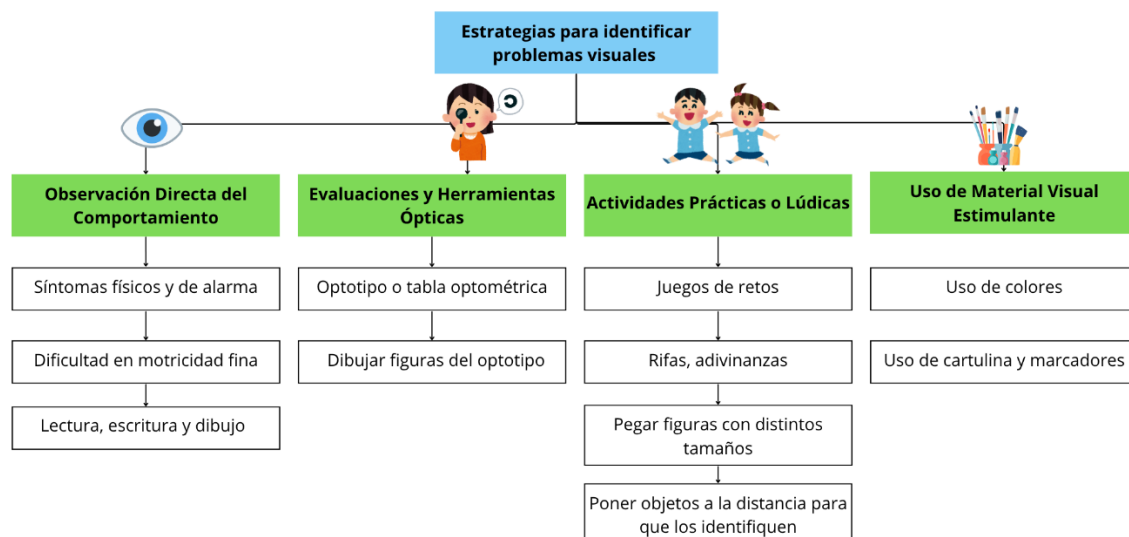 Estrategias para identificar
problemas visuales
Observación Directa del
Comportamiento
Síntomas físicos y de alarma
Dificultad en motricidad fina
Lectura, escritura y dibujo
Evaluaciones y Herramientas
Ópticas
Optotipo o tabla optométrica
Dibujar figuras del optotipo
Actividades Prácticas o Lúdicas
Juegos de retos
Rifas, adivinanzas
Pegar figuras con distintos
tamaños
Poner objetos a la distancia para
que los identifiquen
Uso de Material Visual
Estimulante
Uso de colores
Uso de cartulina y marcadores